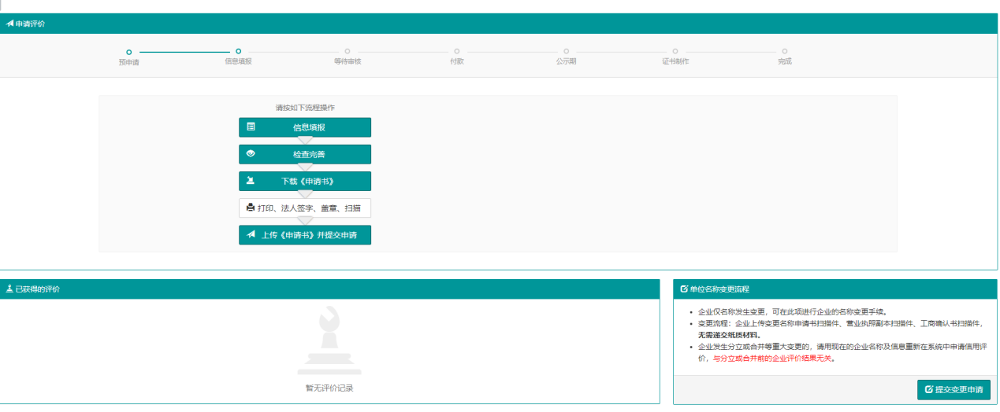 申请评价
预申请 信息填报 等待审核 付款 公示期 证书制作 完成
请按如下流程操作
信息填报
检查完善
下载《申请书》
打印、法人签字、盖章、扫描
上传《申请书》并提交申请
已获得的评价
暂无评价记录
单位名称变更流程
企业仅名称发生变更，可在此项进行企业的名称变更手续。
变更流程：企业上传变更名称申请书扫描件、营业执照副本扫描件、工商确认书扫描件，
无需递交纸质材料。
企业发生分立或合并等重大变更的，请用现在的企业名称及信息重新在系统中申请信用评
价，与分立或合并前的企业评价结果无关。
提交变更申请